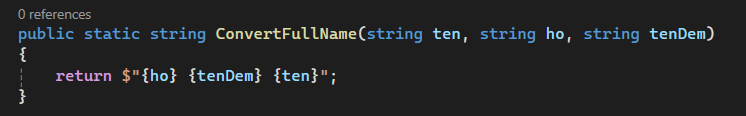 0 references
public static string ConvertFullName(string ten, string ho, string tenDem)
{
    return $"{ho} {tenDem} {ten}";
}